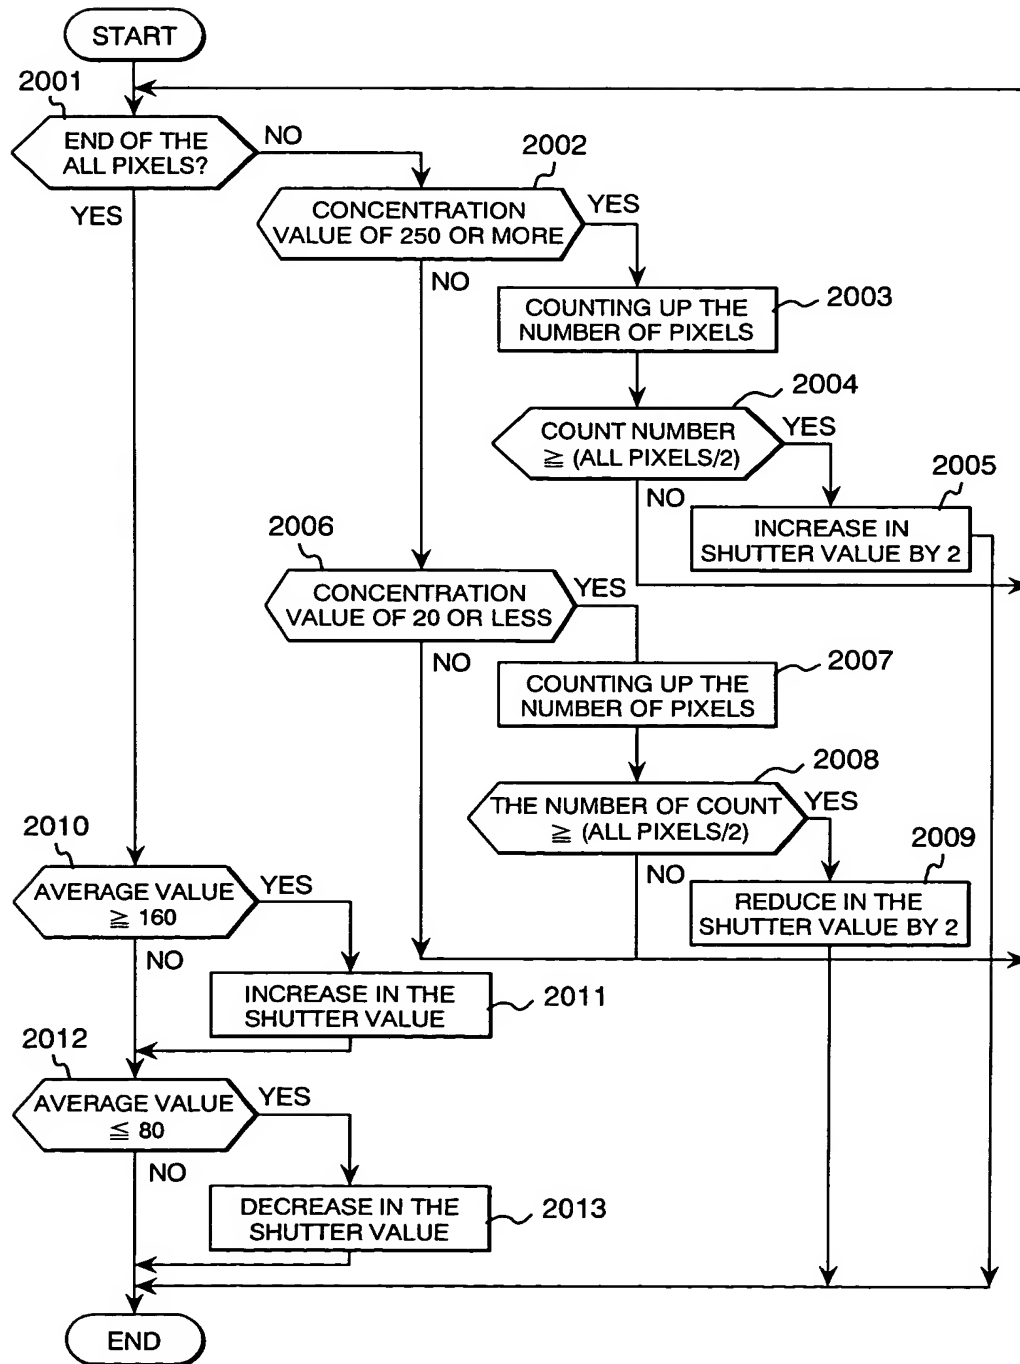 START
2001
END OF THE
ALL PIXELS?
NO
YES
2002
CONCENTRATION
VALUE OF 250 OR MORE
YES
NO
COUNTING UP THE
NUMBER OF PIXELS
2003
2004
COUNT NUMBER
≧ (ALL PIXELS/2)
YES
NO
2005
INCREASE IN
SHUTTER VALUE BY 2
2006
CONCENTRATION
VALUE OF 20 OR LESS
YES
NO
COUNTING UP THE
NUMBER OF PIXELS
2007
2008
THE NUMBER OF COUNT
≧ (ALL PIXELS/2)
YES
NO
2009
REDUCE IN THE
SHUTTER VALUE BY 2
2010
AVERAGE VALUE
≧ 160
YES
NO
INCREASE IN THE
SHUTTER VALUE
2011
2012
AVERAGE VALUE
≦ 80
YES
NO
DECREASE IN THE
SHUTTER VALUE
2013
END